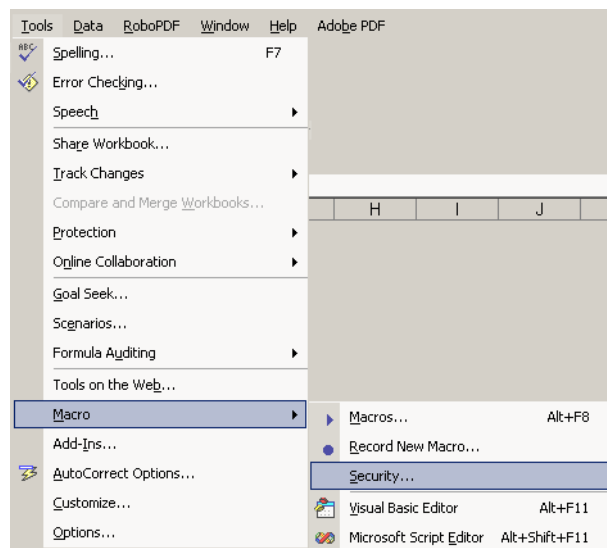 Tools Data RoboPDF Window Help Adobe PDF
ABC Spelling... F7
Error Checking...
Speech
Share Workbook...
Track Changes
Compare and Merge Workbooks...
H I J
Protection
Online Collaboration
Goal Seek...
Scenarios...
Formula Auditing
Tools on the Web...
Macro
Macros... Alt+F8
Add-Ins...
Record New Macro...
AutoCorrect Options...
Security...
Customize...
Visual Basic Editor Alt+F11
Options...
Microsoft Script Editor Alt+Shift+F11